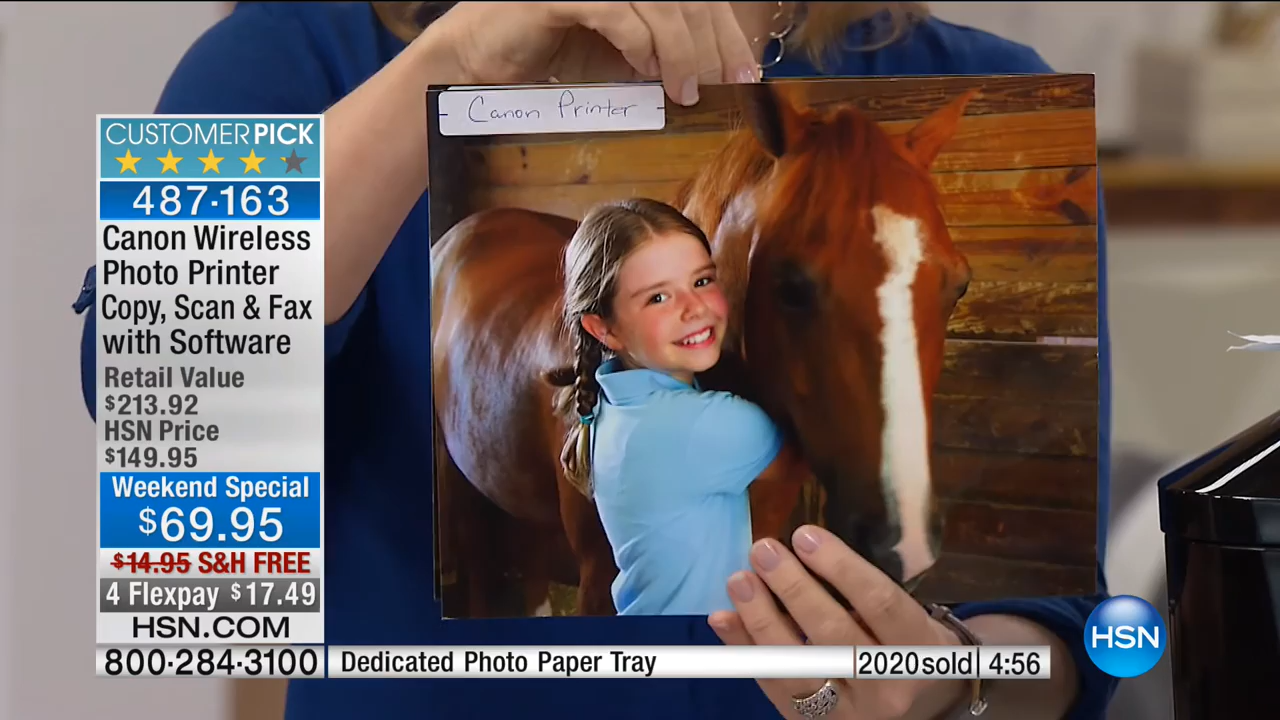 Canon Printer
CUSTOMER PICK
487·163
Canon Wireless
Photo Printer
Copy, Scan & Fax
with Software
Retail Value
$213.92
HSN Price
$149.95
Weekend Special
$69.95
$14.95 S&H FREE
4 Flexpay $17.49
HSN.COM
800·284·3100
Dedicated Photo Paper Tray
2020 sold
4:56
HSN